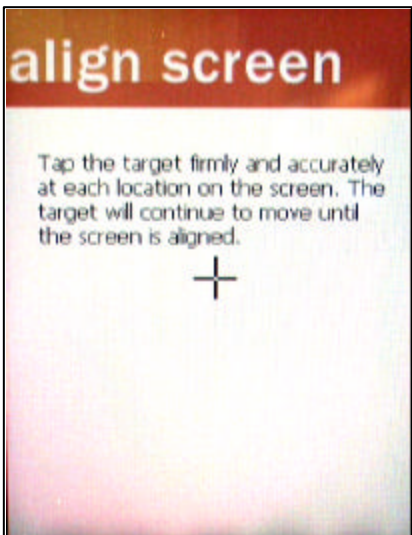 align screen
Tap the target firmly and accurately
at each location on the screen. The
target will continue to move until
the screen is aligned.